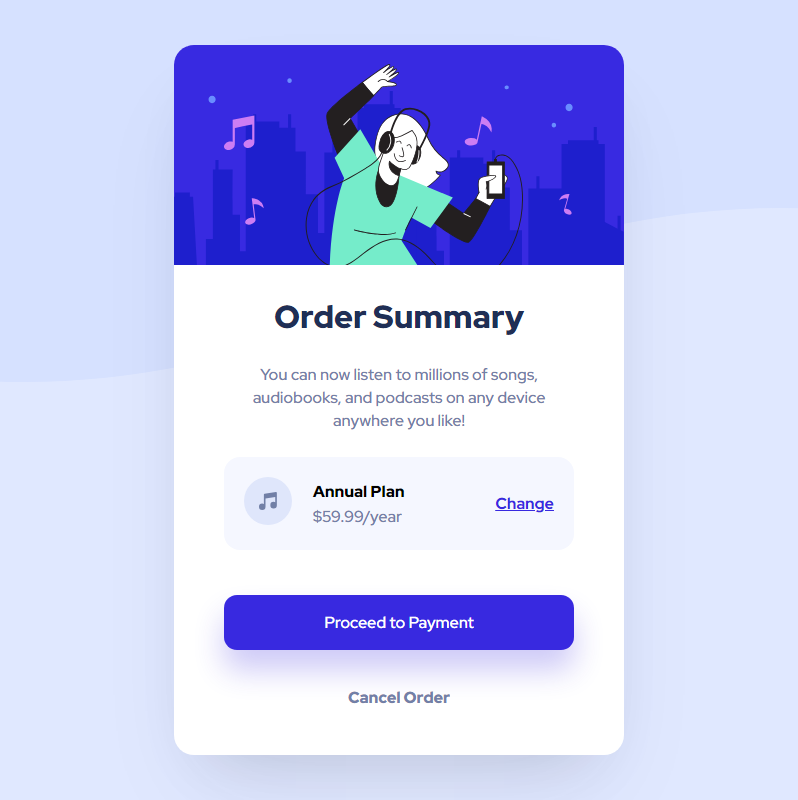 Order Summary
You can now listen to millions of songs,
audiobooks, and podcasts on any device
anywhere you like!
Annual Plan
$59.99/year
Change
Proceed to Payment
Cancel Order